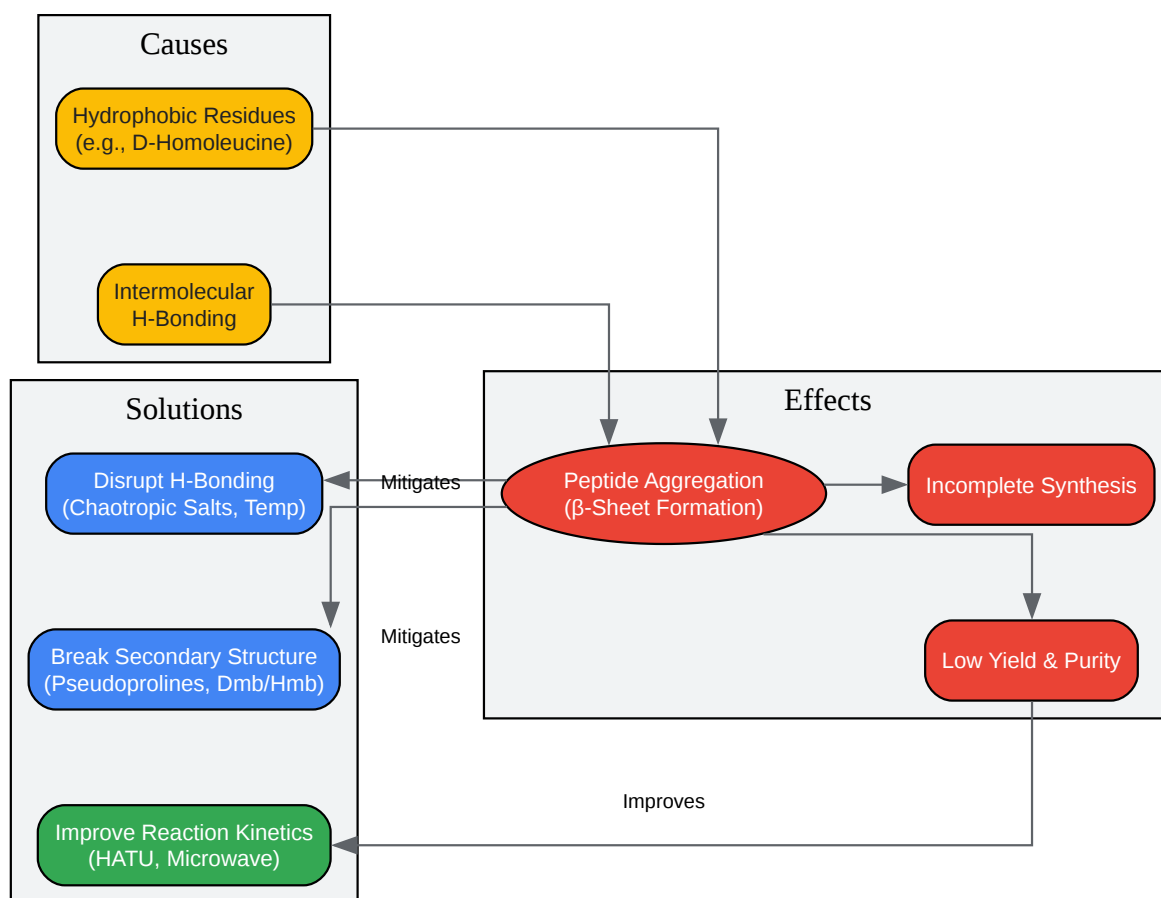 Causes
Hydrophobic Residues
(e.g., D-Homoleucine)
Intermolecular
H-Bonding
Solutions
Disrupt H-Bonding
(Chaotropic Salts, Temp)
Break Secondary Structure
(Pseudoprolines, Dmb/Hmb)
Improve Reaction Kinetics
(HATU, Microwave)
Mitigates
Mitigates
Improves
Effects
Peptide Aggregation
(β-Sheet Formation)
Incomplete Synthesis
Low Yield & Purity